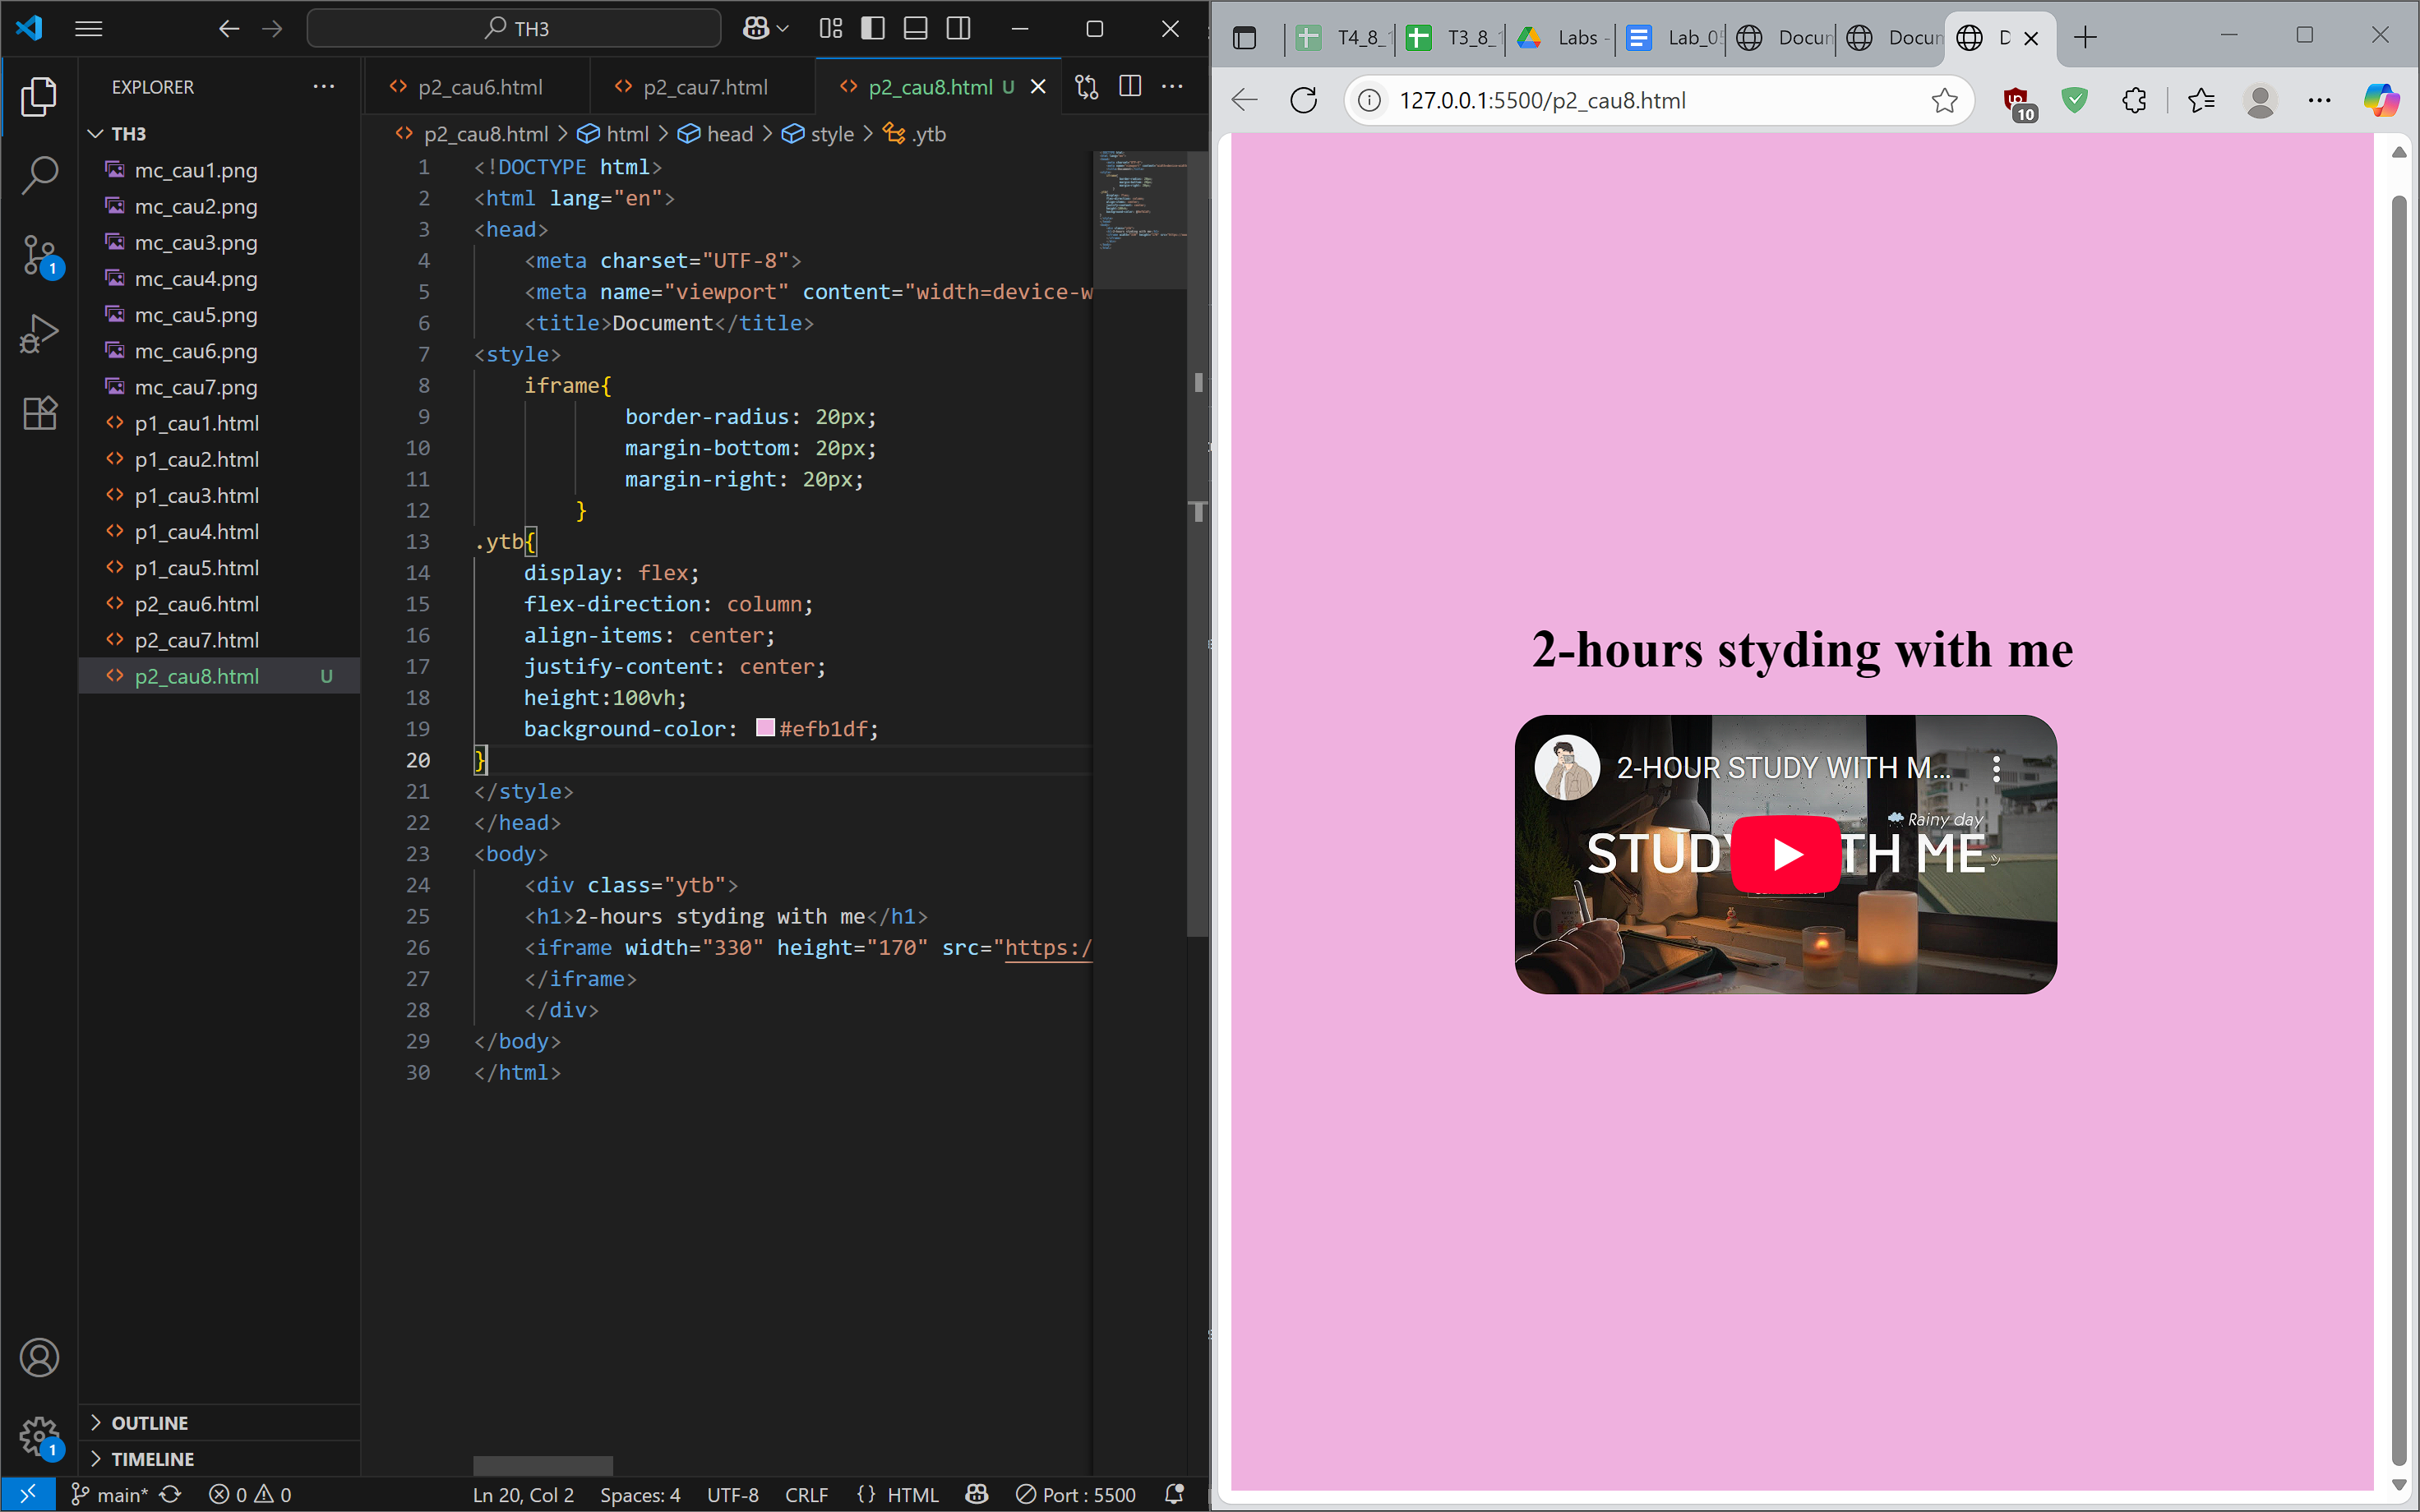 TH3
EXPLORER
p2_cau6.html
p2_cau7.html
p2_cau8.html U
TH3
p2_cau8.html > html > head > style > .ytb
mc_cau1.png
mc_cau2.png
mc_cau3.png
mc_cau4.png
mc_cau5.png
mc_cau6.png
mc_cau7.png
p1_cau1.html
p1_cau2.html
p1_cau3.html
p1_cau4.html
p1_cau5.html
p2_cau6.html
p2_cau7.html
p2_cau8.html U
1
1
OUTLINE
TIMELINE
1 <!DOCTYPE html>
2 <html lang="en">
3 <head>
4 <meta charset="UTF-8">
5 <meta name="viewport" content="width=device-w
6 <title>Document</title>
7 <style>
8 iframe{
9 border-radius: 20px;
10 margin-bottom: 20px;
11 margin-right: 20px;
12 }
13 .ytb{
14 display: flex;
15 flex-direction: column;
16 align-items: center;
17 justify-content: center;
18 height:100vh;
19 background-color: #efb1df;
20 }
21 </style>
22 </head>
23 <body>
24 <div class="ytb">
25 <h1>2-hours styding with me</h1>
26 <iframe width="330" height="170" src="https:/
27 </iframe>
28 </div>
29 </body>
30 </html>
main* 0 0
Ln 20, Col 2 Spaces: 4 UTF-8 CRLF {} HTML Port : 5500
T4_8_1 T3_8_1 Labs - Lab_05 Docun Docun D
127.0.0.1:5500/p2_cau8.html
10
2-hours styding with me
2-HOUR STUDY WITH M...
Rainy day
STUDY TH ME